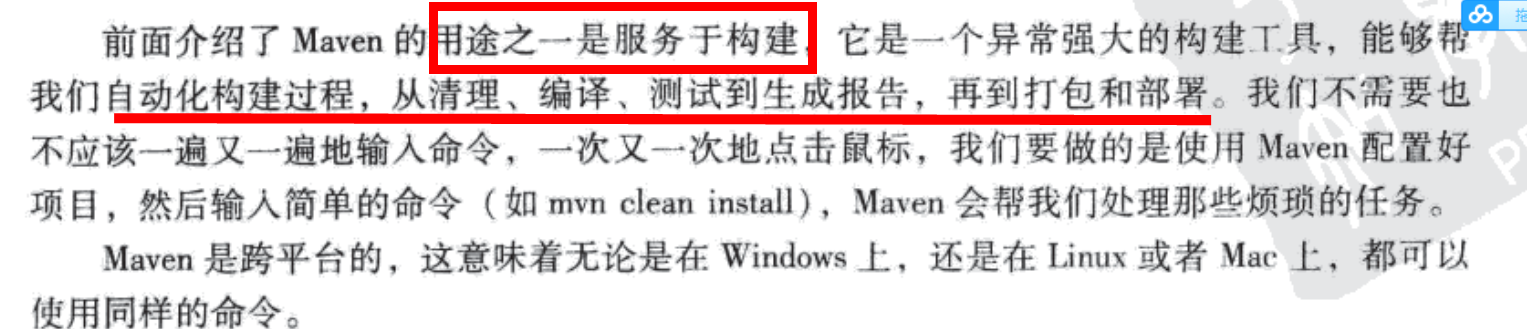 前面介绍了 Maven 的用途之一是服务于构建，它是一个异常强大的构建工具，能够帮
我们自动化构建过程，从清理、编译、测试到生成报告，再到打包和部署。我们不需要也
不应该一遍又一遍地输入命令，一次又一次地点击鼠标，我们要做的是使用 Maven 配置好
项目，然后输入简单的命令（如 mvn clean install），Maven 会帮我们处理那些烦琐的任务。
Maven 是跨平台的，这意味着无论是在 Windows 上，还是在 Linux 或者 Mac 上，都可以
使用同样的命令。